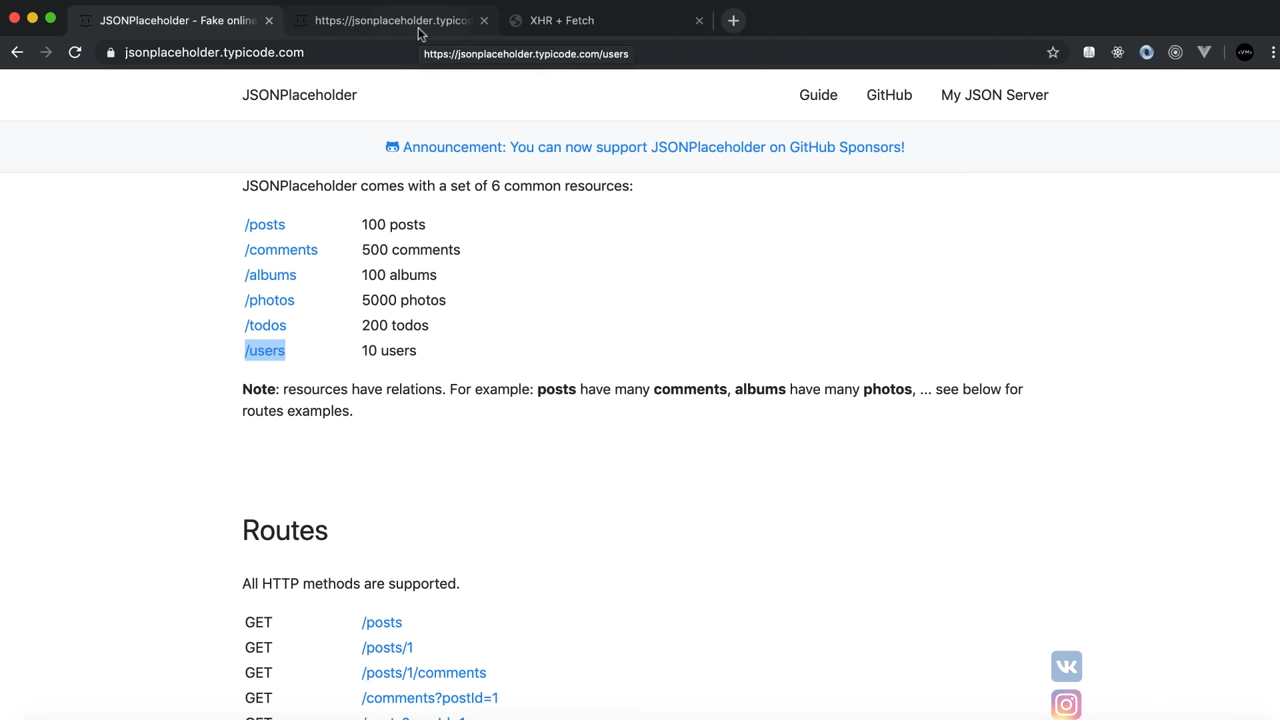 JSONPlaceholder - Fake online
https://jsonplaceholder.typicod
XHR + Fetch
jsonplaceholder.typicode.com
https://jsonplaceholder.typicode.com/users
JSONPlaceholder
Guide
GitHub
My JSON Server
Announcement: You can now support JSONPlaceholder on GitHub Sponsors!
JSONPlaceholder comes with a set of 6 common resources:
/posts 100 posts
/comments 500 comments
/albums 100 albums
/photos 5000 photos
/todos 200 todos
/users 10 users
Note: resources have relations. For example: posts have many comments, albums have many photos, ... see below for
routes examples.
Routes
All HTTP methods are supported.
GET /posts
GET /posts/1
GET /posts/1/comments
GET /comments?postId=1